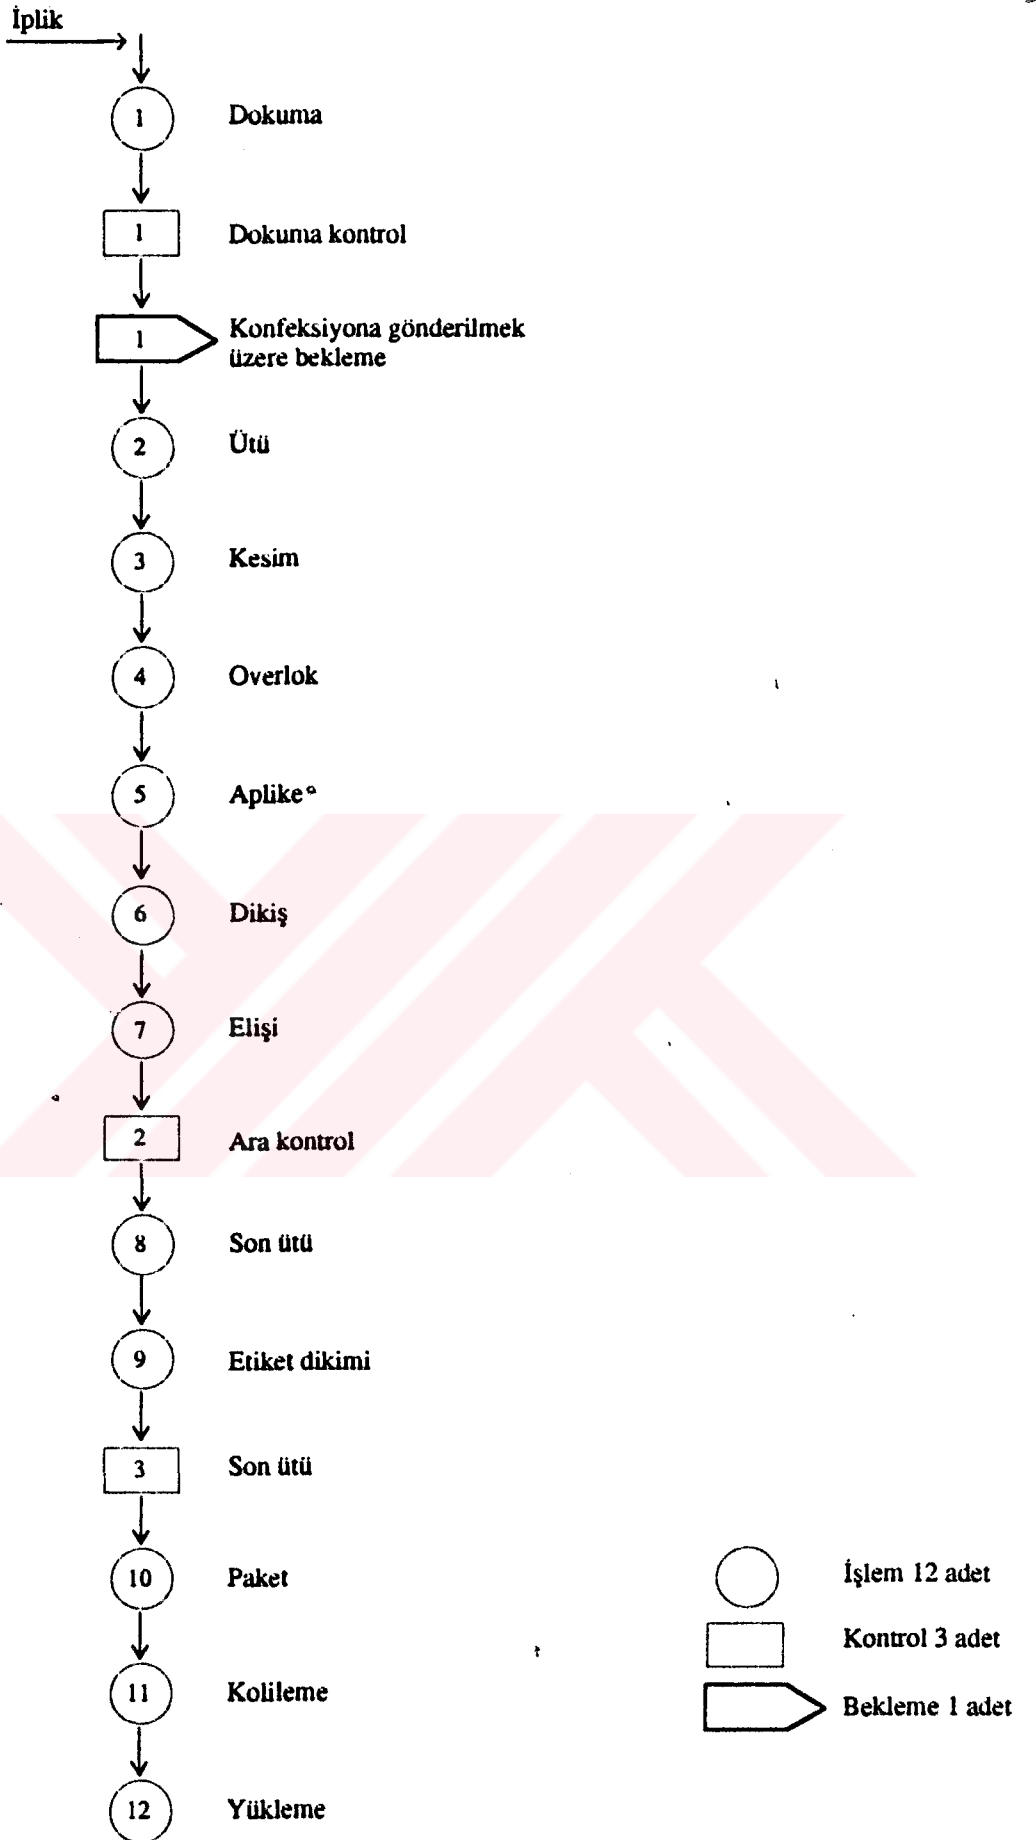 İplik
1 Dokuma
1 Dokuma kontrol
1 Konfeksiyona gönderilmek
üzere bekleme
2 Ütü
3 Kesim
4 Overlok
5 Aplike
6 Dikiş
7 Elişi
2 Ara kontrol
8 Son ütü
9 Etiket dikimi
3 Son ütü
10 Paket
11 Kolileme
12 Yükleme
İşlem 12 adet
Kontrol 3 adet
Bekleme 1 adet